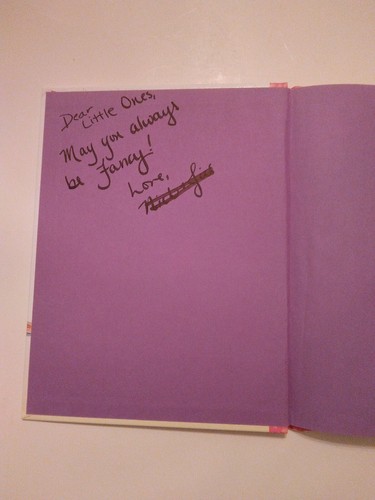 Dear
Little Ones,
May you always
be Fancy!
Love,